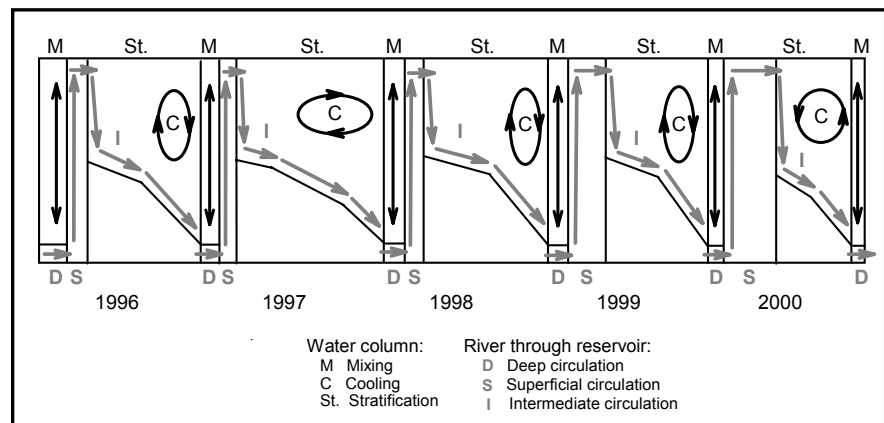 M St. M St. M St. M St. M St. M
C C C C C
I I I I I
D S D S D S D S D S D
1996 1997 1998 1999 2000
Water column: River through reservoir:
M Mixing D Deep circulation
C Cooling S Superficial circulation
St. Stratification I Intermediate circulation